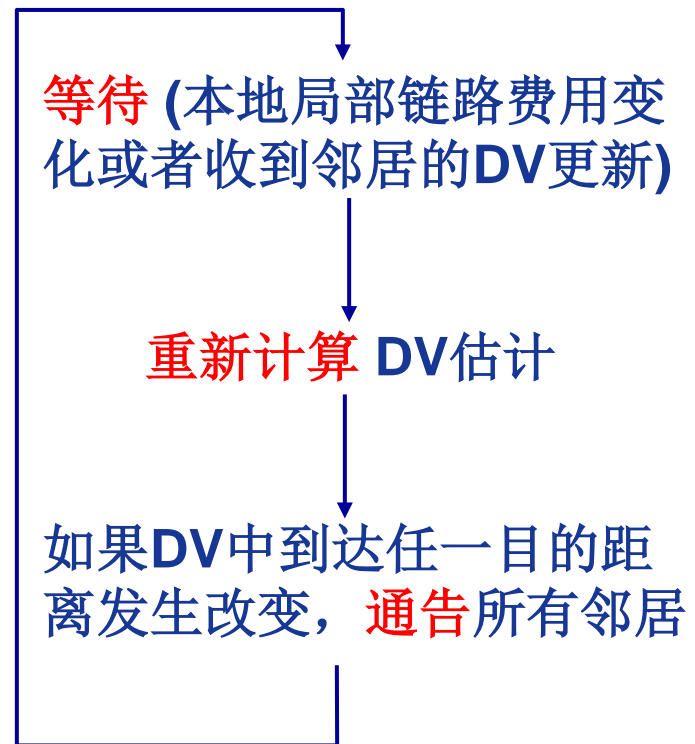 等待 (本地局部链路费用变
化或者收到邻居的DV更新)
重新计算 DV估计
如果DV中到达任一目的距
离发生改变，通告所有邻居